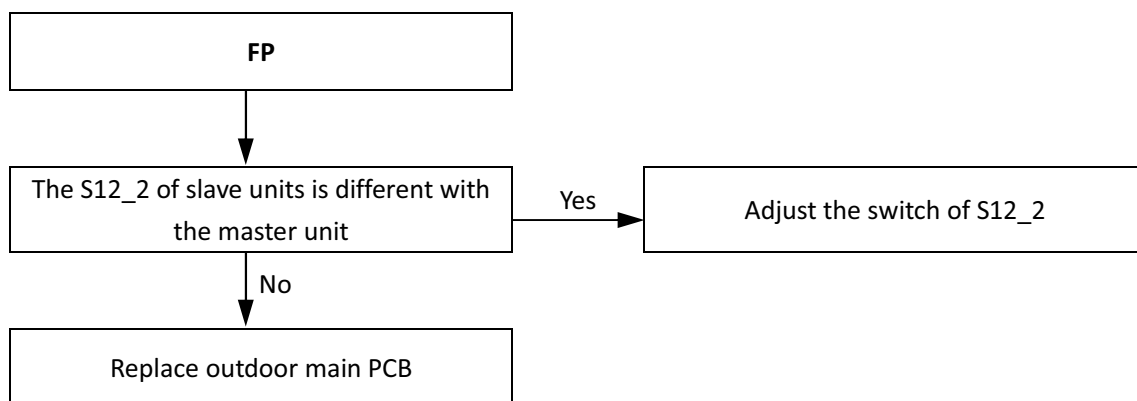 FP
The S12_2 of slave units is different with
the master unit
Yes
Adjust the switch of S12_2
No
Replace outdoor main PCB